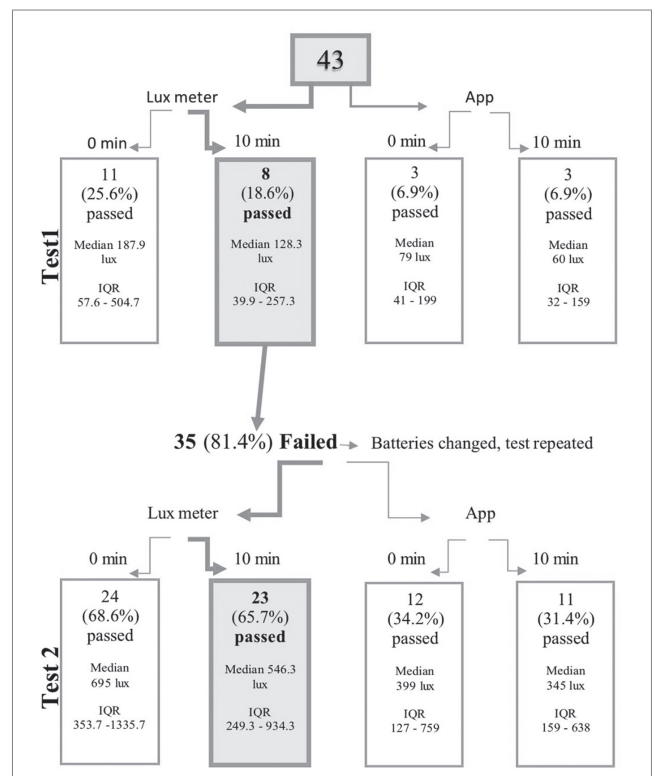 43
Lux meter
App
0 min
10 min
0 min
10 min
Test1
11
(25.6%)
passed
Median 187.9
lux
IQR
57.6 - 504.7
8
(18.6%)
passed
Median 128.3
lux
IQR
39.9 - 257.3
3
(6.9%)
passed
Median
79 lux
IQR
41 - 199
3
(6.9%)
passed
Median
60 lux
IQR
32 - 159
35 (81.4%) Failed
Batteries changed, test repeated
Lux meter
App
0 min
10 min
0 min
10 min
Test 2
24
(68.6%)
passed
Median
695 lux
IQR
353.7 -1335.7
23
(65.7%)
passed
Median 546.3
lux
IQR
249.3 - 934.3
12
(34.2%)
passed
Median
399 lux
IQR
127 - 759
11
(31.4%)
passed
Median
345 lux
IQR
159 - 638